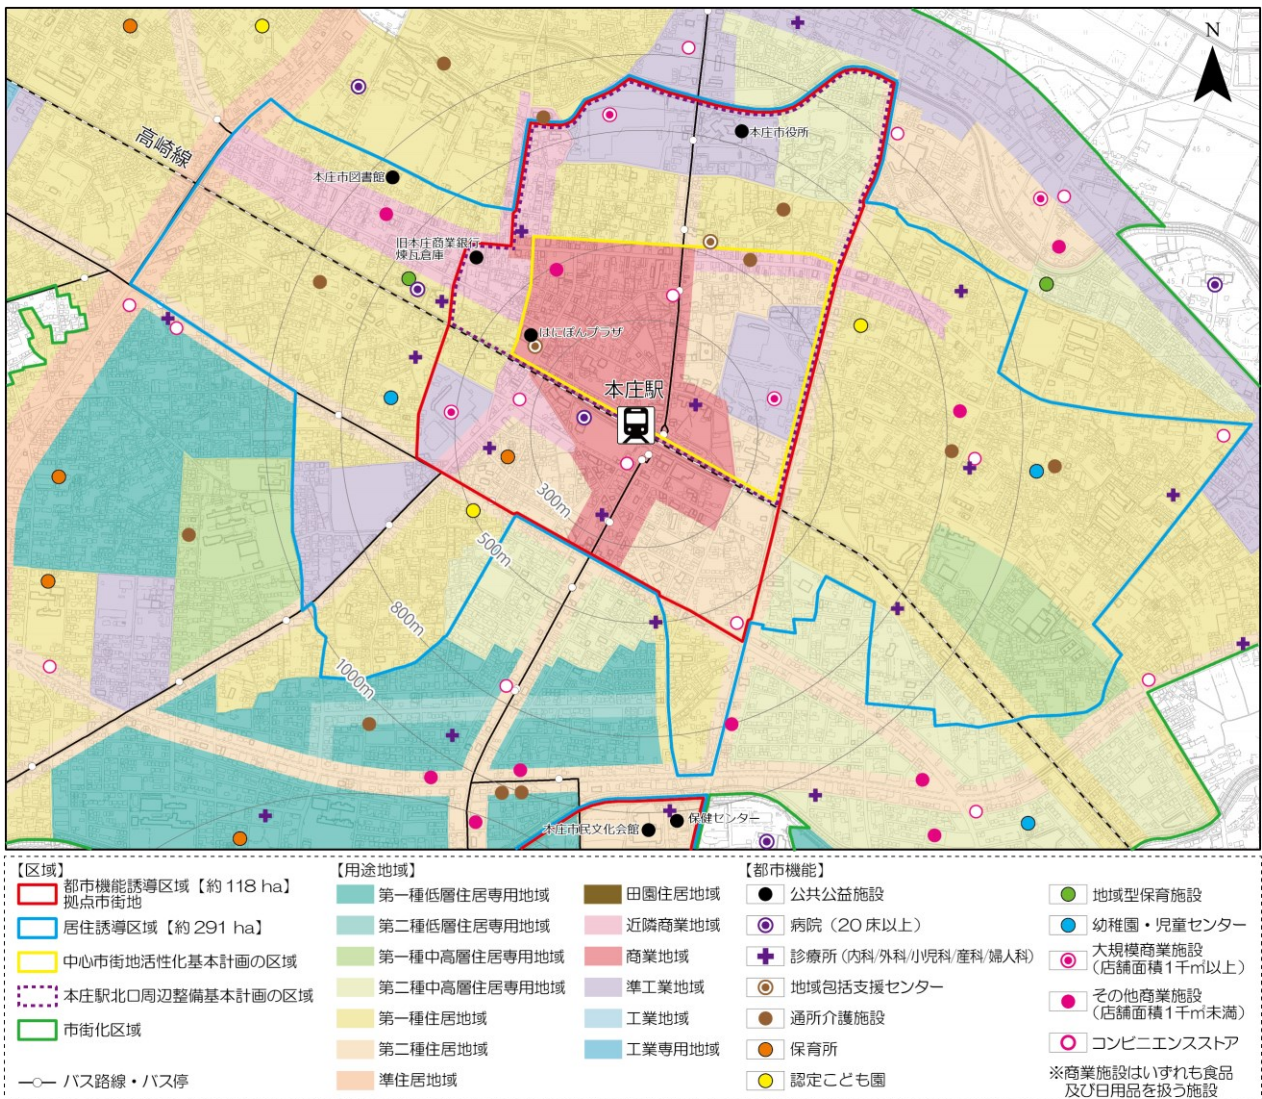 N
高崎線
本庄市役所
本庄市図書館
旧本庄商業銀行
煉瓦倉庫
はにぽんプラザ
本庄駅
300m
500m
800m
1000m
保健センター
本庄市民文化会館
【区域】
都市機能誘導区域【約118 ha】
拠点市街地
居住誘導区域【約291 ha】
中心市街地活性化基本計画の区域
本庄駅北口周辺整備基本計画の区域
市街化区域
バス路線・バス停
【用途地域】
第一種低層住居専用地域
第二種低層住居専用地域
第一種中高層住居専用地域
第二種中高層住居専用地域
第一種住居地域
第二種住居地域
準住居地域
田園住居地域
近隣商業地域
商業地域
準工業地域
工業地域
工業専用地域
【都市機能】
公共公益施設
病院（20床以上）
診療所（内科/外科/小児科/産科/婦人科）
地域包括支援センター
通所介護施設
保育所
認定こども園
地域型保育施設
幼稚園・児童センター
大規模商業施設
（店舗面積1千㎡以上）
その他商業施設
（店舗面積1千㎡未満）
コンビニエンスストア
※商業施設はいずれも食品
及び日用品を扱う施設